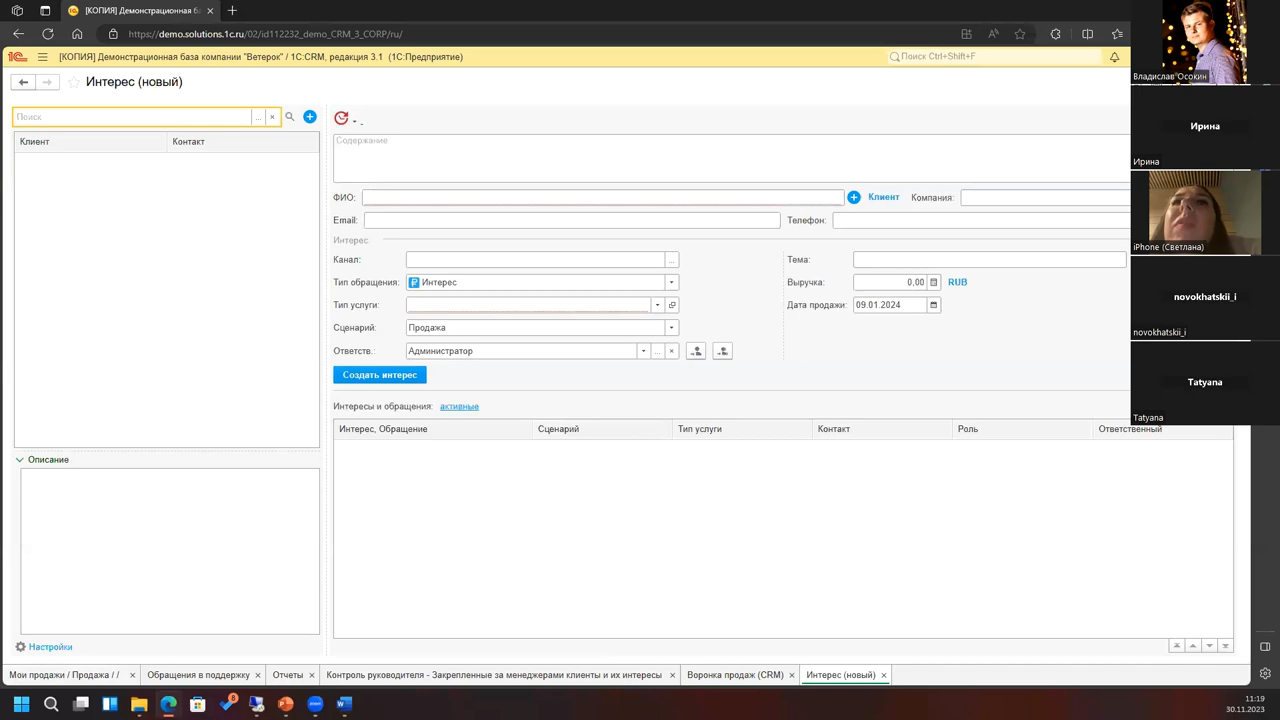 [КОПИЯ] Демонстрационная база
https://demo.solutions.1c.ru/02/id112232_demo_CRM_3_CORP/ru/
[КОПИЯ] Демонстрационная база компании "Ветерок" / 1С:CRM, редакция 3.1 (1С:Предприятие)
Поиск Ctrl+Shift+F
Интерес (новый)
Поиск
Клиент Контакт
Содержание
ФИО: Клиент Компания:
Email: Телефон:
Интерес:
Канал: Тема:
Тип обращения: Интерес Выручка: 0,00 RUB
Тип услуги: Дата продажи: 09.01.2024
Сценарий: Продажа
Ответств.: Администратор
Создать интерес
Интересы и обращения: активные
Интерес, Обращение Сценарий Тип услуги Контакт Роль Ответственный
Описание
Настройки
Мои продажи / Продажа / / Обращения в поддержку Отчеты Контроль руководителя - Закрепленные за менеджерами клиенты и их интересы Воронка продаж (CRM) Интерес (новый)
Владислав Осокин
Ирина
Ирина
iPhone (Светлана)
novokhatskii_i
novokhatskii_i
Tatyana
Tatyana
8
11:19
30.11.2023